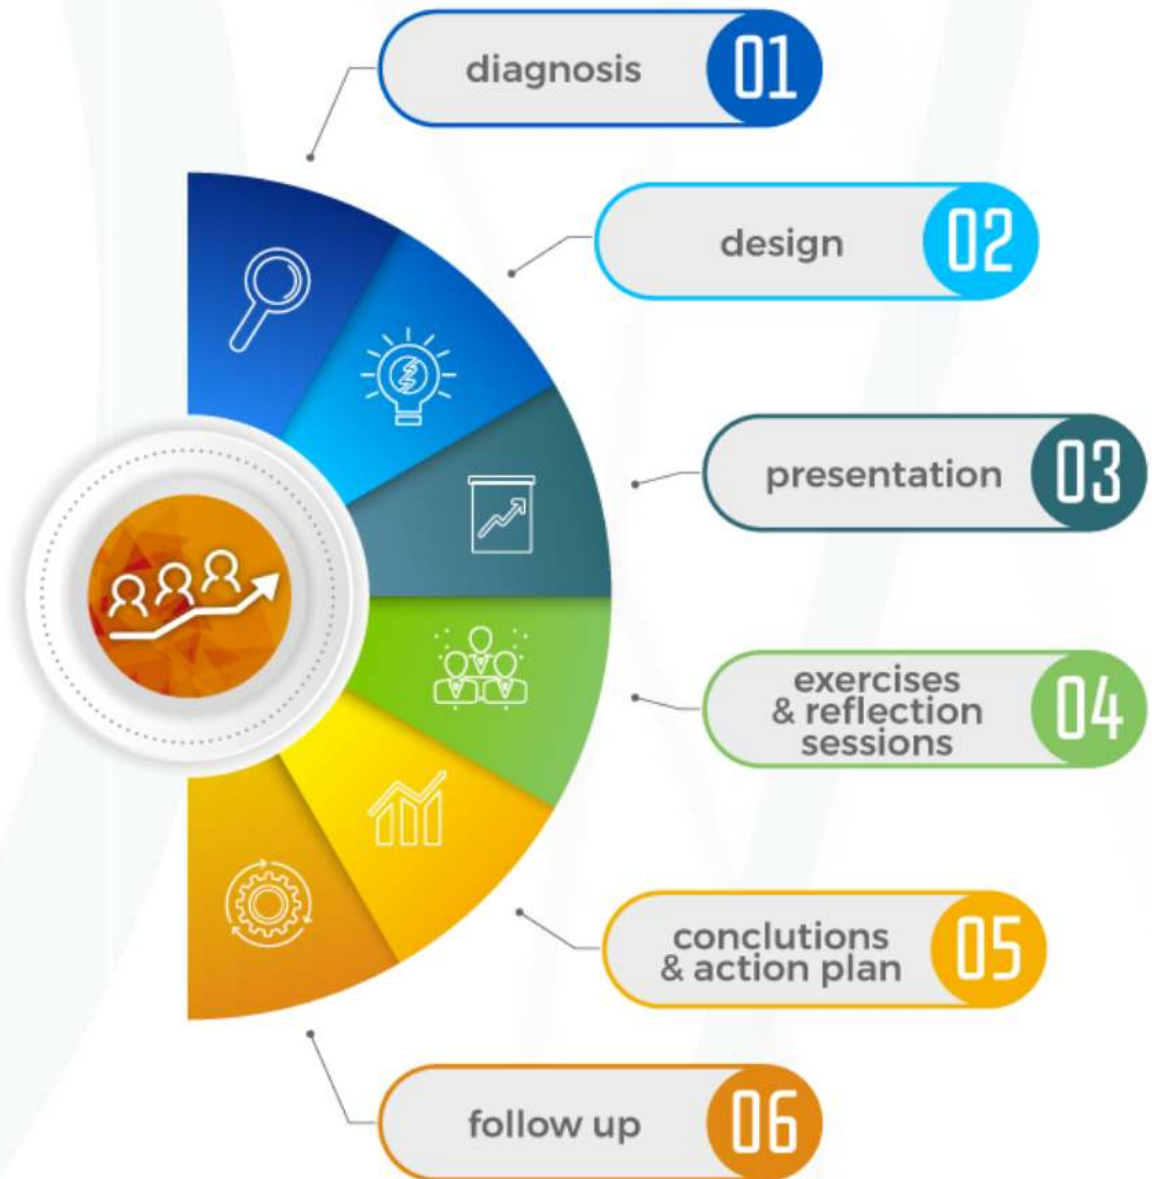 diagnosis 01
design 02
presentation 03
exercises
& reflection
sessions
04
conclutions
& action plan
05
follow up 06